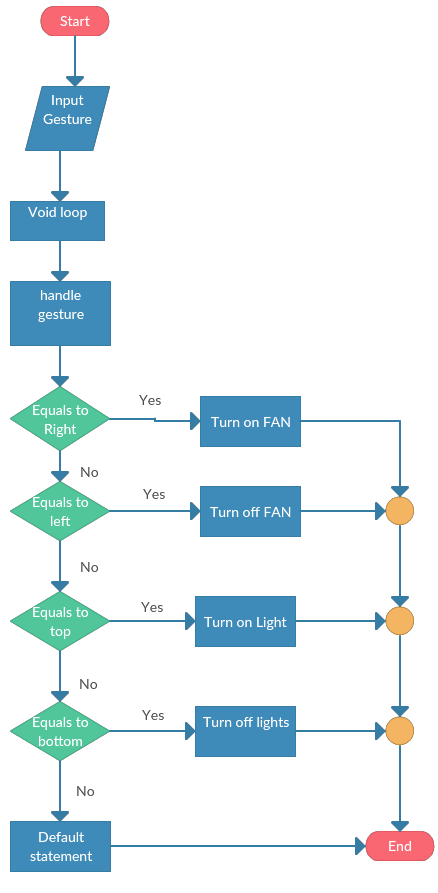 Start
Input
Gesture
Void loop
handle
gesture
Equals to
Right
Yes
Turn on FAN
No
Equals to
left
Yes
Turn off FAN
No
Equals to
top
Yes
Turn on Light
No
Equals to
bottom
Yes
Turn off lights
No
Default
statement
End